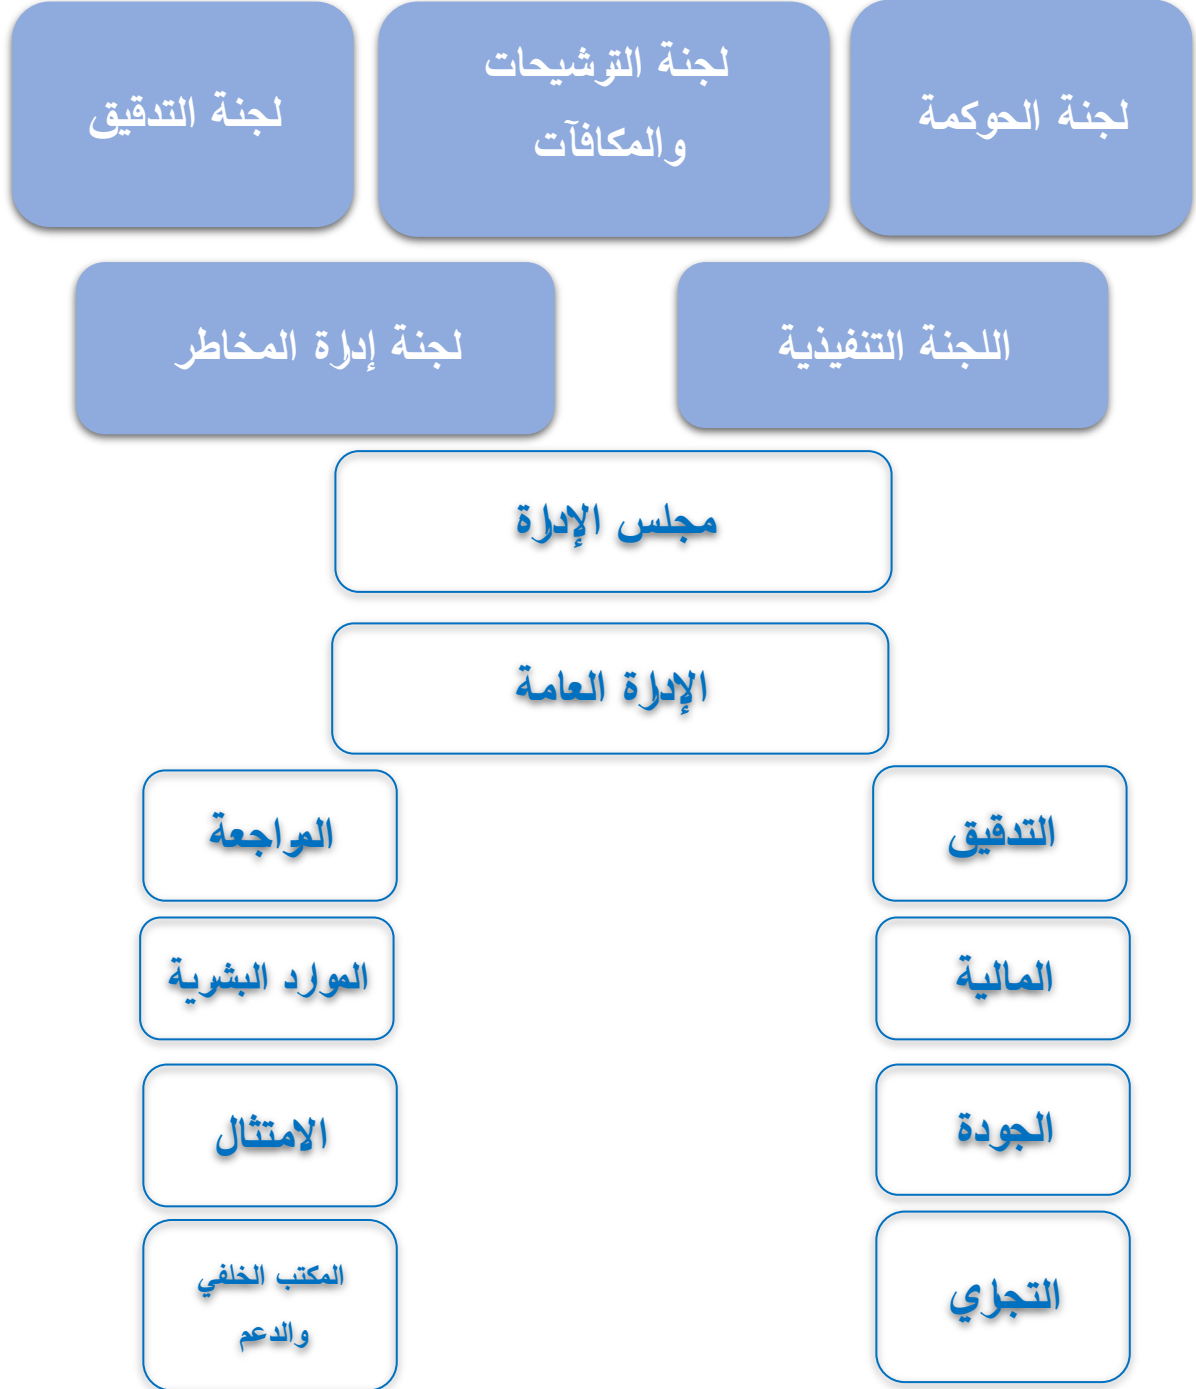 لجنة الحوكمة
لجنة الترشيحات
والمكافآت
لجنة التدقيق
اللجنة التنفيذية
لجنة إدارة المخاطر
مجلس الإدارة
الإدارة العامة
التدقيق
المراجعة
المالية
الموارد البشرية
الجودة
الامتثال
التجاري
المكتب الخلفي
والدعم